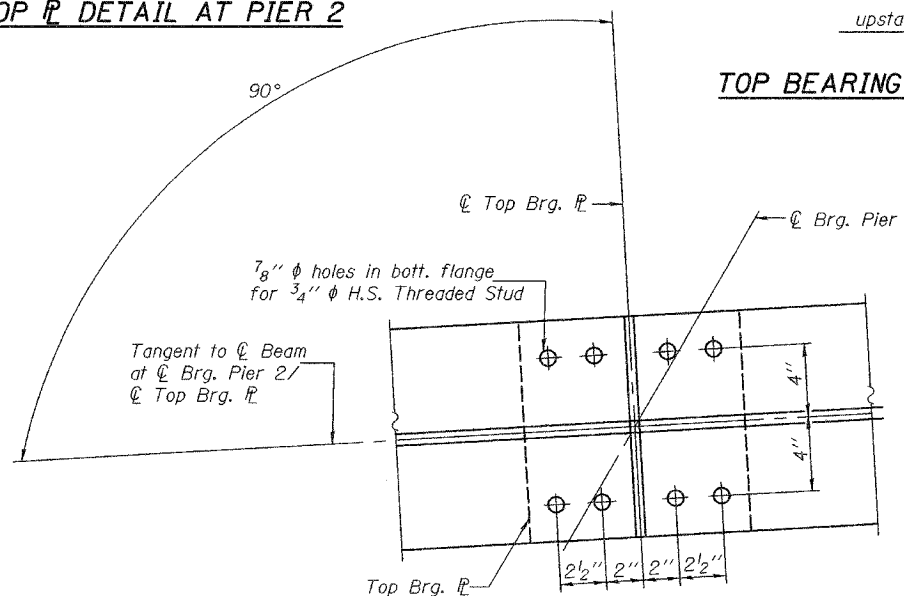 OP ⅊ DETAIL AT PIER 2
upsta
TOP BEARING
90°
℄ Top Brg. ⅊
℄ Brg. Pier
7/8" ϕ holes in bott. flange
for 3/4" ϕ H.S. Threaded Stud
Tangent to ℄ Beam
at ℄ Brg. Pier 2/
℄ Top Brg. ⅊
4"
4"
2½" 2" 2" 2½"
Top Brg. ⅊